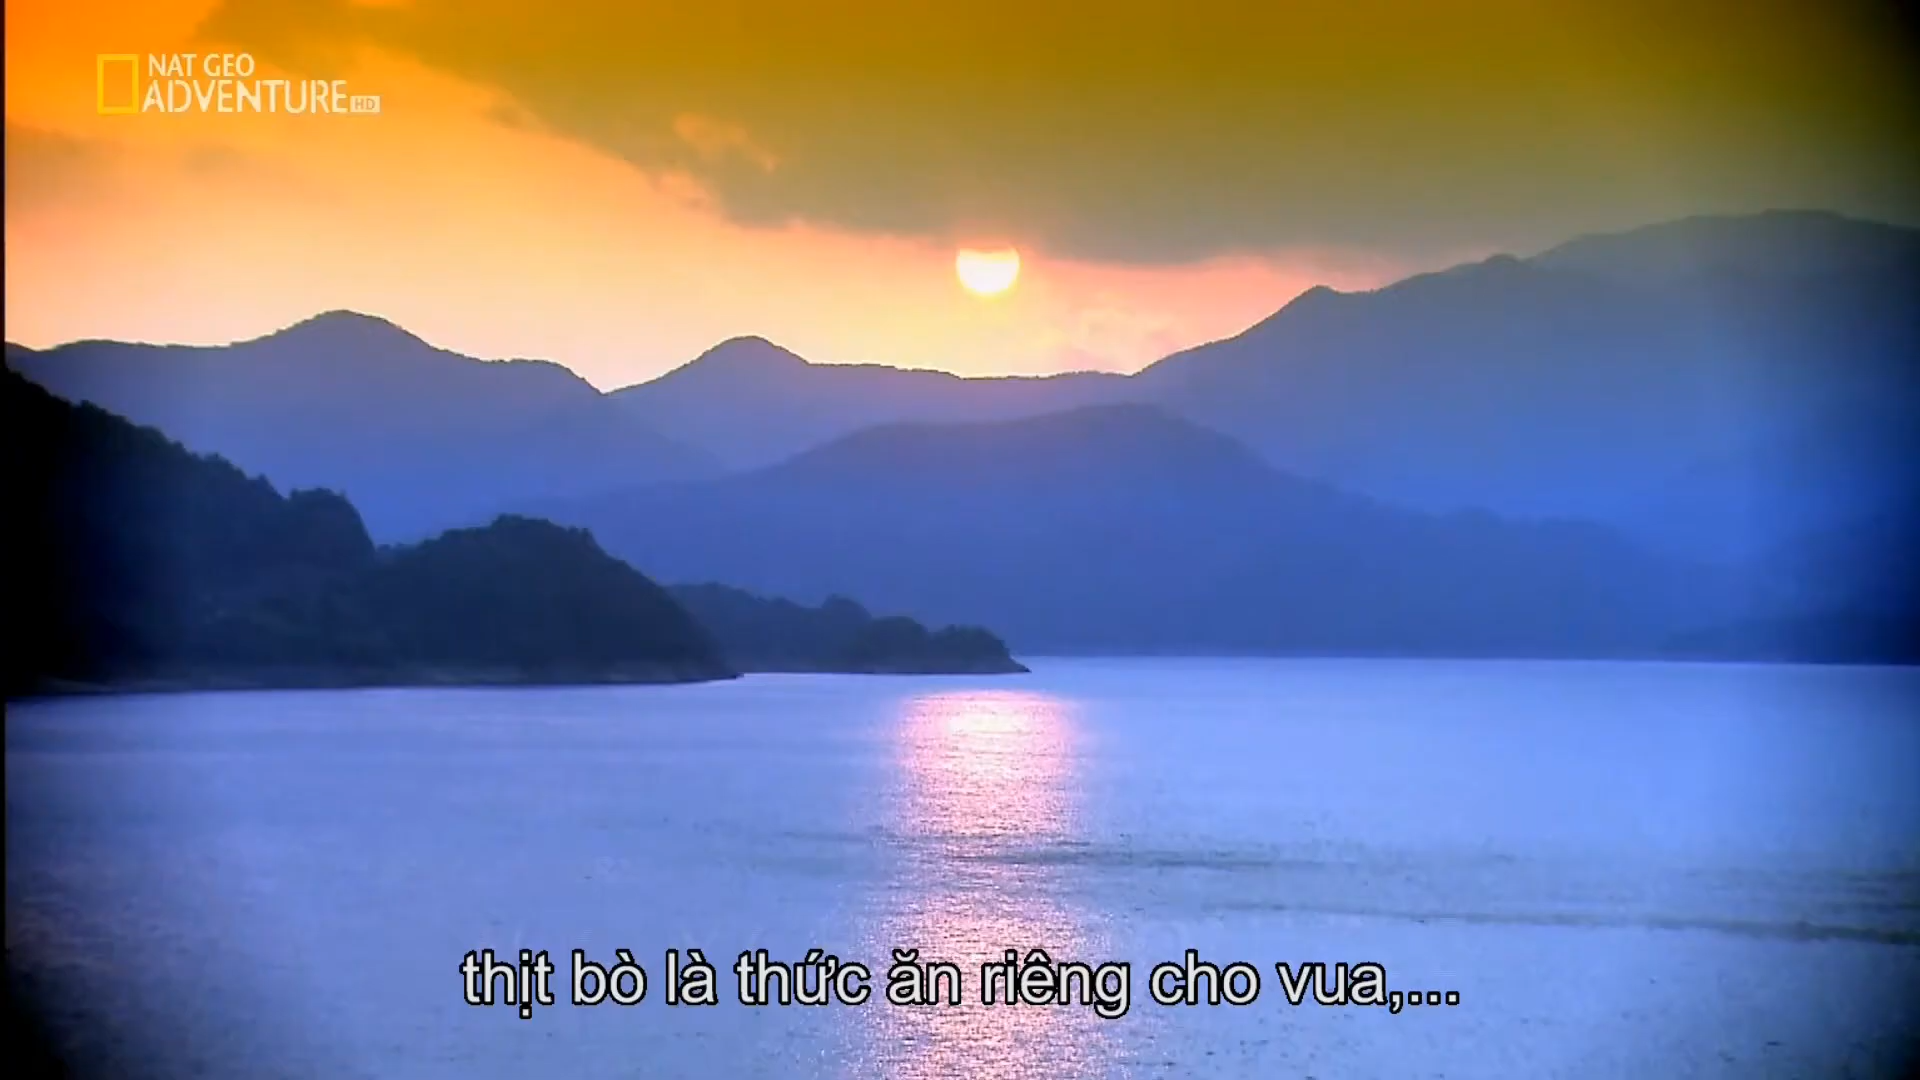 NAT GEO
ADVENTURE HD
thịt bò là thức ăn riêng cho vua,...